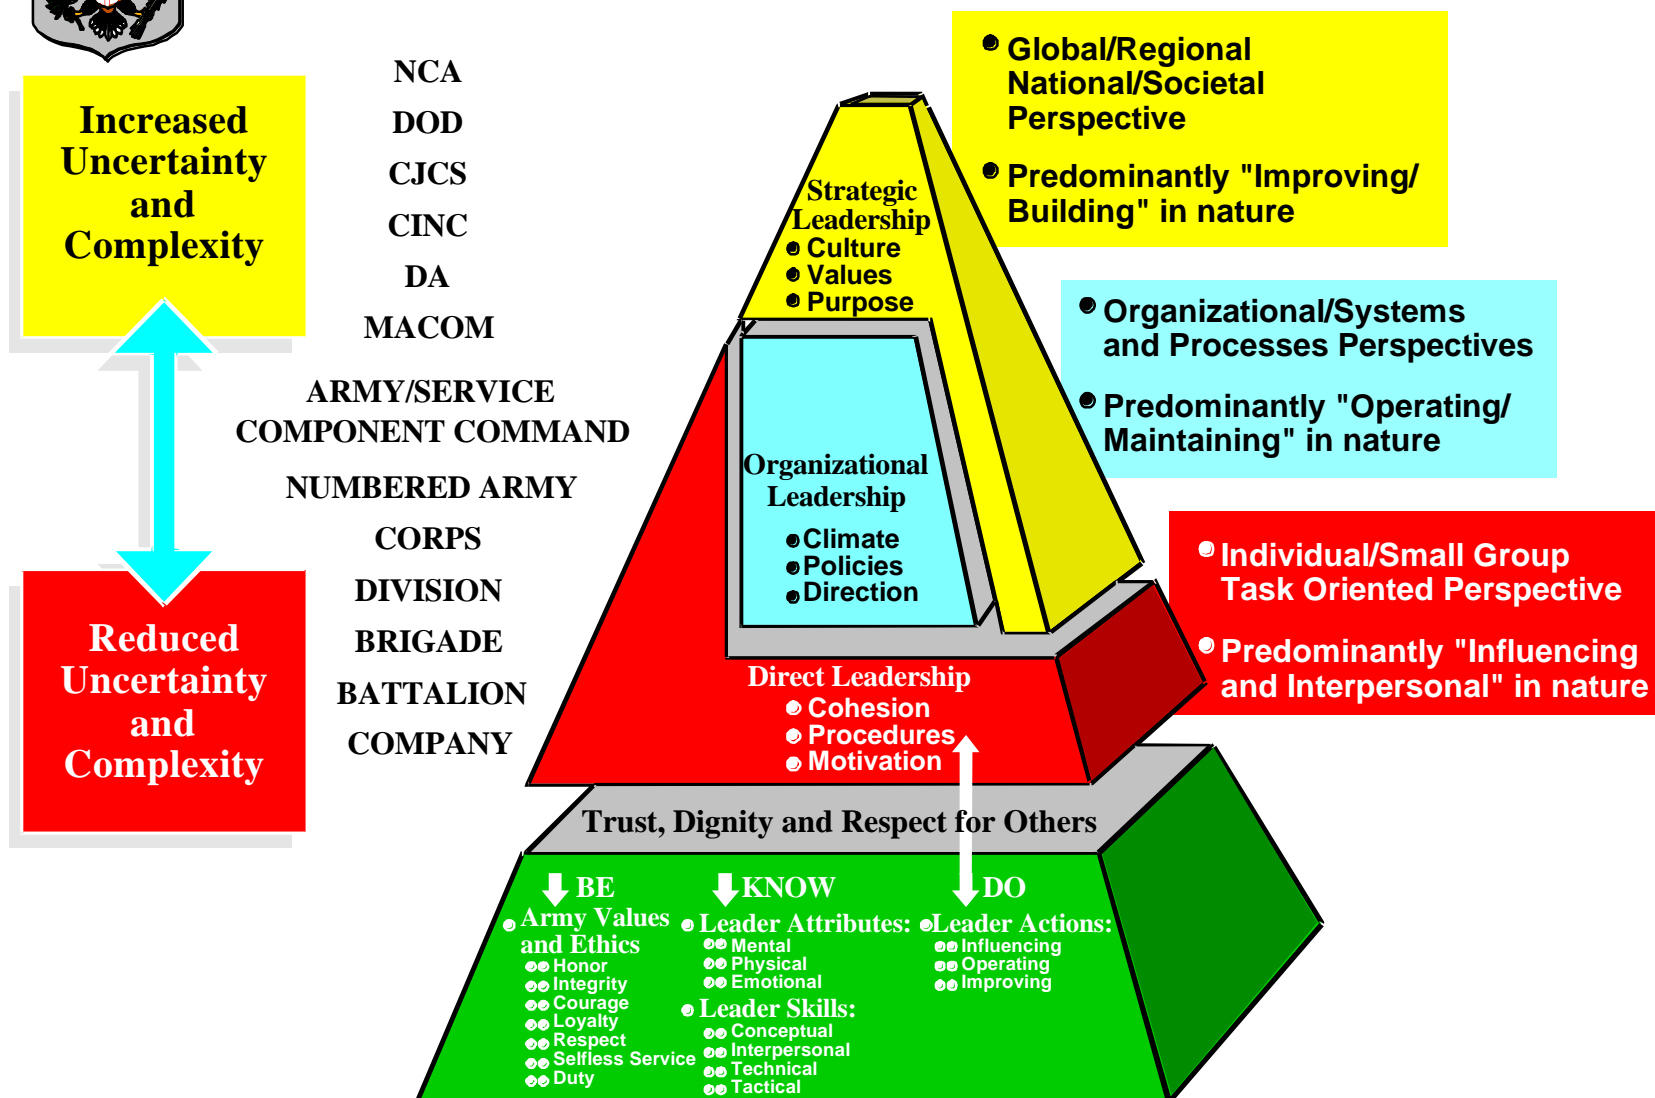 Increased
Uncertainty
and
Complexity
Reduced
Uncertainty
and
Complexity
NCA
DOD
CJCS
CINC
DA
MACOM
ARMY/SERVICE
COMPONENT COMMAND
NUMBERED ARMY
CORPS
DIVISION
BRIGADE
BATTALION
COMPANY
Strategic
Leadership
Culture
Values
Purpose
Organizational
Leadership
Climate
Policies
Direction
Direct Leadership
Cohesion
Procedures
Motivation
Global/Regional
National/Societal
Perspective
Predominantly "Improving/
Building" in nature
Organizational/Systems
and Processes Perspectives
Predominantly "Operating/
Maintaining" in nature
Individual/Small Group
Task Oriented Perspective
Predominantly "Influencing
and Interpersonal" in nature
Trust, Dignity and Respect for Others
BE
Army Values
and Ethics
Honor
Integrity
Courage
Loyalty
Respect
Selfless Service
Duty
KNOW
Leader Attributes:
Mental
Physical
Emotional
Leader Skills:
Conceptual
Interpersonal
Technical
Tactical
DO
Leader Actions:
Influencing
Operating
Improving